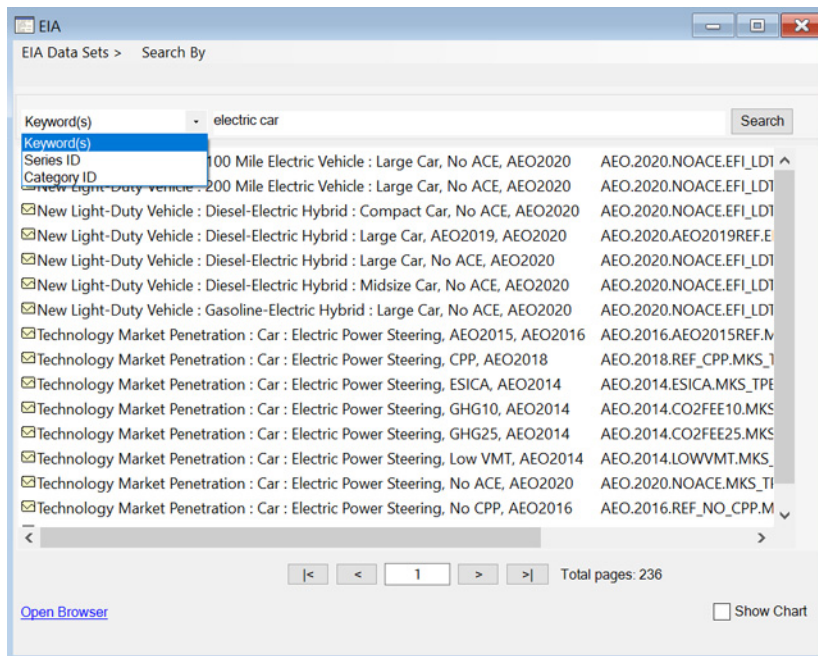 EIA
EIA Data Sets > Search By
Keyword(s) electric car Search
Keyword(s)
Series ID
Category ID
100 Mile Electric Vehicle : Large Car, No ACE, AEO2020 AEO.2020.NOACE.EFI_LDT
New Light-Duty Vehicle : 200 Mile Electric Vehicle : Large Car, No ACE, AEO2020 AEO.2020.NOACE.EFI_LDT
New Light-Duty Vehicle : Diesel-Electric Hybrid : Compact Car, No ACE, AEO2020 AEO.2020.NOACE.EFI_LDT
New Light-Duty Vehicle : Diesel-Electric Hybrid : Large Car, AEO2019, AEO2020 AEO.2020.AEO2019REF.E
New Light-Duty Vehicle : Diesel-Electric Hybrid : Large Car, No ACE, AEO2020 AEO.2020.NOACE.EFI_LDT
New Light-Duty Vehicle : Diesel-Electric Hybrid : Midsize Car, No ACE, AEO2020 AEO.2020.NOACE.EFI_LDT
New Light-Duty Vehicle : Gasoline-Electric Hybrid : Large Car, No ACE, AEO2020 AEO.2020.NOACE.EFI_LDT
Technology Market Penetration : Car : Electric Power Steering, AEO2015, AEO2016 AEO.2016.AEO2015REF.M
Technology Market Penetration : Car : Electric Power Steering, CPP, AEO2018 AEO.2018.REF_CPP.MKS_T
Technology Market Penetration : Car : Electric Power Steering, ESICA, AEO2014 AEO.2014.ESICA.MKS_TPE
Technology Market Penetration : Car : Electric Power Steering, GHG10, AEO2014 AEO.2014.CO2FEE10.MKS
Technology Market Penetration : Car : Electric Power Steering, GHG25, AEO2014 AEO.2014.CO2FEE25.MKS
Technology Market Penetration : Car : Electric Power Steering, Low VMT, AEO2014 AEO.2014.LOWVMT.MKS_
Technology Market Penetration : Car : Electric Power Steering, No ACE, AEO2020 AEO.2020.NOACE.MKS_TP
Technology Market Penetration : Car : Electric Power Steering, No CPP, AEO2016 AEO.2016.REF_NO_CPP.M
|< < 1 > >| Total pages: 236
Open Browser Show Chart